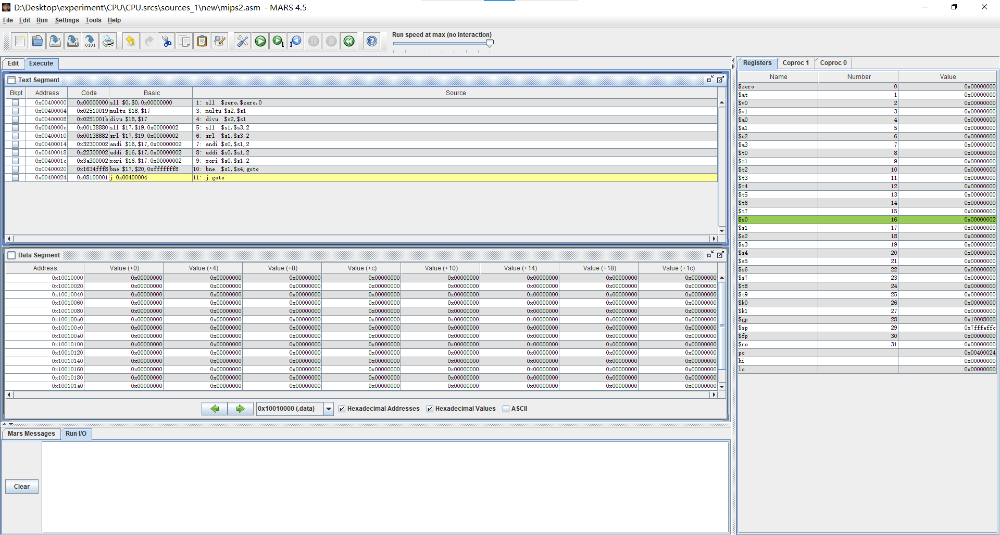 D:\Desktop\experiment\CPU\CPU.srcs\sources_1\new\mips2.asm - MARS 4.5
File Edit Run Settings Tools Help
Run speed at max (no interaction)
Edit Execute
Text Segment
Bkpt Address Code Basic Source
0x00400000 0x00000000 sll $0,$0,0x00000000 1: sll $zero,$zero,0
0x00400004 0x02510019 multu $18,$17 3: multu $s2,$s1
0x00400008 0x0251001b divu $18,$17 4: divu $s2,$s1
0x0040000c 0x00138880 sll $17,$19,0x00000002 5: sll $s1,$s3,2
0x00400010 0x00138882 srl $17,$19,0x00000002 6: srl $s1,$s3,2
0x00400014 0x32300002 andi $16,$17,0x00000002 7: andi $s0,$s1,2
0x00400018 0x22300002 addi $16,$17,0x00000002 8: addi $s0,$s1,2
0x0040001c 0x3a300002 xori $16,$17,0x00000002 9: xori $s0,$s1,2
0x00400020 0x1634fff8 bne $17,$20,0xfffffff8 10: bne $s1,$s4,goto
0x00400024 0x08100001 j 0x00400004 11: j goto
Data Segment
Address Value (+0) Value (+4) Value (+8) Value (+c) Value (+10) Value (+14) Value (+18) Value (+1c)
0x10010000 0x00000000 0x00000000 0x00000000 0x00000000 0x00000000 0x00000000 0x00000000 0x00000000
0x10010020 0x00000000 0x00000000 0x00000000 0x00000000 0x00000000 0x00000000 0x00000000 0x00000000
0x10010040 0x00000000 0x00000000 0x00000000 0x00000000 0x00000000 0x00000000 0x00000000 0x00000000
0x10010060 0x00000000 0x00000000 0x00000000 0x00000000 0x00000000 0x00000000 0x00000000 0x00000000
0x10010080 0x00000000 0x00000000 0x00000000 0x00000000 0x00000000 0x00000000 0x00000000 0x00000000
0x100100a0 0x00000000 0x00000000 0x00000000 0x00000000 0x00000000 0x00000000 0x00000000 0x00000000
0x100100c0 0x00000000 0x00000000 0x00000000 0x00000000 0x00000000 0x00000000 0x00000000 0x00000000
0x100100e0 0x00000000 0x00000000 0x00000000 0x00000000 0x00000000 0x00000000 0x00000000 0x00000000
0x10010100 0x00000000 0x00000000 0x00000000 0x00000000 0x00000000 0x00000000 0x00000000 0x00000000
0x10010120 0x00000000 0x00000000 0x00000000 0x00000000 0x00000000 0x00000000 0x00000000 0x00000000
0x10010140 0x00000000 0x00000000 0x00000000 0x00000000 0x00000000 0x00000000 0x00000000 0x00000000
0x10010160 0x00000000 0x00000000 0x00000000 0x00000000 0x00000000 0x00000000 0x00000000 0x00000000
0x10010180 0x00000000 0x00000000 0x00000000 0x00000000 0x00000000 0x00000000 0x00000000 0x00000000
0x100101a0 0x00000000 0x00000000 0x00000000 0x00000000 0x00000000 0x00000000 0x00000000 0x00000000
0x10010000 (.data) Hexadecimal Addresses Hexadecimal Values ASCII
Mars Messages Run I/O
Clear
Registers Coproc 1 Coproc 0
Name Number Value
$zero 0 0x00000000
$at 1 0x00000000
$v0 2 0x00000000
$v1 3 0x00000000
$a0 4 0x00000000
$a1 5 0x00000000
$a2 6 0x00000000
$a3 7 0x00000000
$t0 8 0x00000000
$t1 9 0x00000000
$t2 10 0x00000000
$t3 11 0x00000000
$t4 12 0x00000000
$t5 13 0x00000000
$t6 14 0x00000000
$t7 15 0x00000000
$s0 16 0x00000002
$s1 17 0x00000000
$s2 18 0x00000000
$s3 19 0x00000000
$s4 20 0x00000000
$s5 21 0x00000000
$s6 22 0x00000000
$s7 23 0x00000000
$t8 24 0x00000000
$t9 25 0x00000000
$k0 26 0x00000000
$k1 27 0x00000000
$gp 28 0x10008000
$sp 29 0x7fffeffc
$fp 30 0x00000000
$ra 31 0x00000000
pc 0x00400024
hi 0x00000000
lo 0x00000000